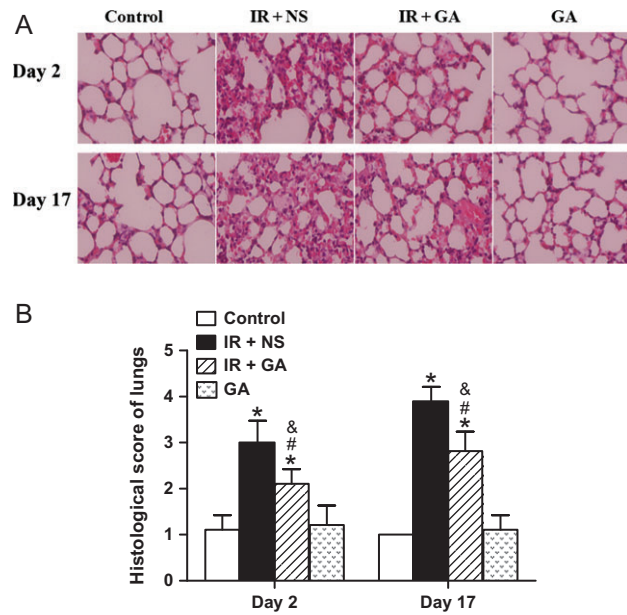 A
Control IR + NS IR + GA GA
Day 2
Day 17
B
Control
IR + NS
IR + GA
GA
Histological score of lungs
5
4
3
2
1
0
*
&
#
*
*
&
#
*
Day 2 Day 17